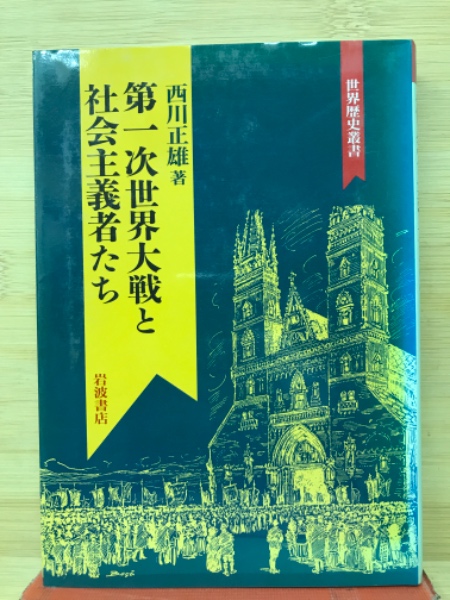 世界歴史叢書
西川正雄 著
第一次世界大戦と
社会主義者たち
岩波書店